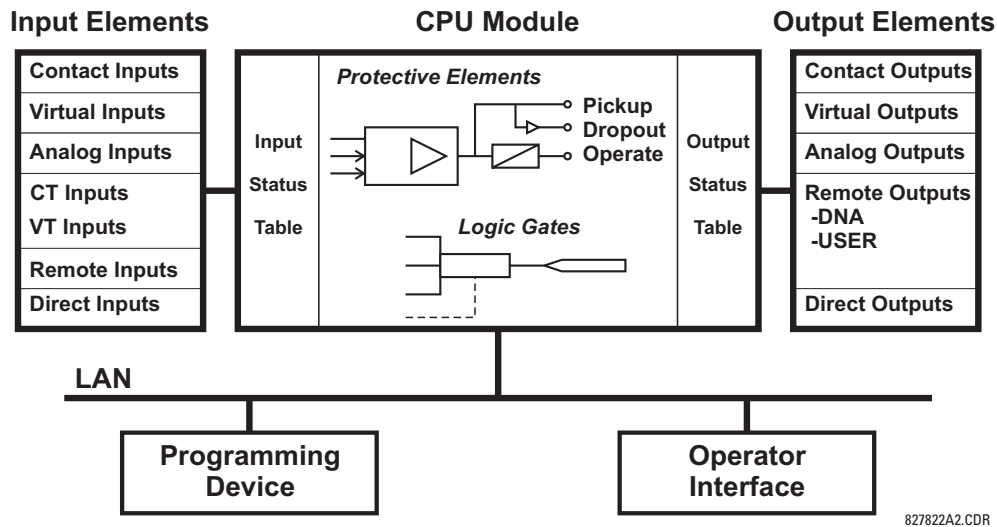 Input Elements
CPU Module
Output Elements
Contact Inputs
Virtual Inputs
Analog Inputs
CT Inputs
VT Inputs
Remote Inputs
Direct Inputs
Input
Status
Table
Protective Elements
Pickup
Dropout
Operate
Logic Gates
Output
Status
Table
Contact Outputs
Virtual Outputs
Analog Outputs
Remote Outputs
-DNA
-USER
Direct Outputs
LAN
Programming
Device
Operator
Interface
827822A2.CDR